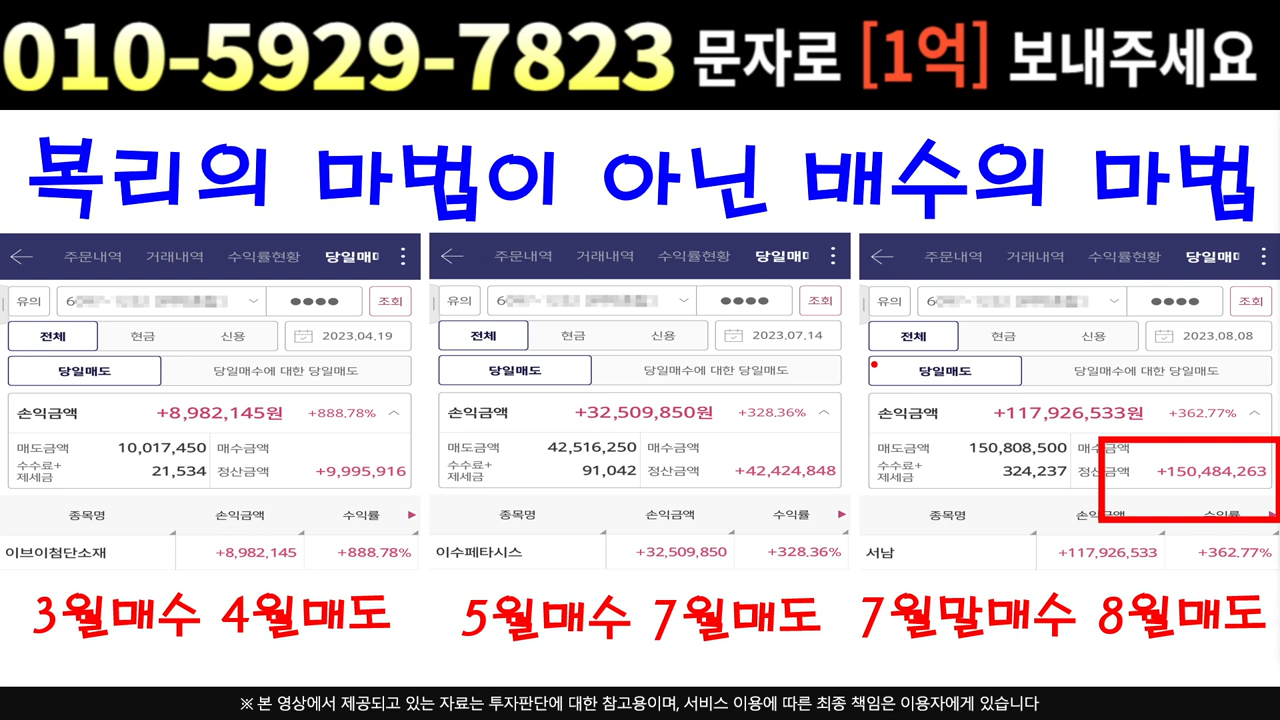 010-5929-7823 문자로 [1억] 보내주세요
복리의 마법이 아닌 배수의 마법
주문내역 거래내역 수익률현황 당일매
유의 6 ●●●● 조회
전체 현금 신용 2023.04.19
당일매도 당일매수에 대한 당일매도
손익금액 +8,982,145원 +888.78%
매도금액 10,017,450 매수금액
수수료+
제세금 21,534 정산금액 +9,995,916
종목명 손익금액 수익률
이브이첨단소재 +8,982,145 +888.78%
3월매수 4월매도
주문내역 거래내역 수익률현황 당일매
유의 6 ●●●● 조회
전체 현금 신용 2023.07.14
당일매도 당일매수에 대한 당일매도
손익금액 +32,509,850원 +328.36%
매도금액 42,516,250 매수금액
수수료+
제세금 91,042 정산금액 +42,424,848
종목명 손익금액 수익률
이수페타시스 +32,509,850 +328.36%
5월매수 7월매도
주문내역 거래내역 수익률현황 당일매
유의 6 ●●●● 조회
전체 현금 신용 2023.08.08
당일매도 당일매수에 대한 당일매도
손익금액 +117,926,533원 +362.77%
매도금액 150,808,500 매수금액
수수료+
제세금 324,237 정산금액 +150,484,263
종목명 손익금액 수익률
서남 +117,926,533 +362.77%
7월말매수 8월매도
※ 본 영상에서 제공되고 있는 자료는 투자판단에 대한 참고용이며, 서비스 이용에 따른 최종 책임은 이용자에게 있습니다